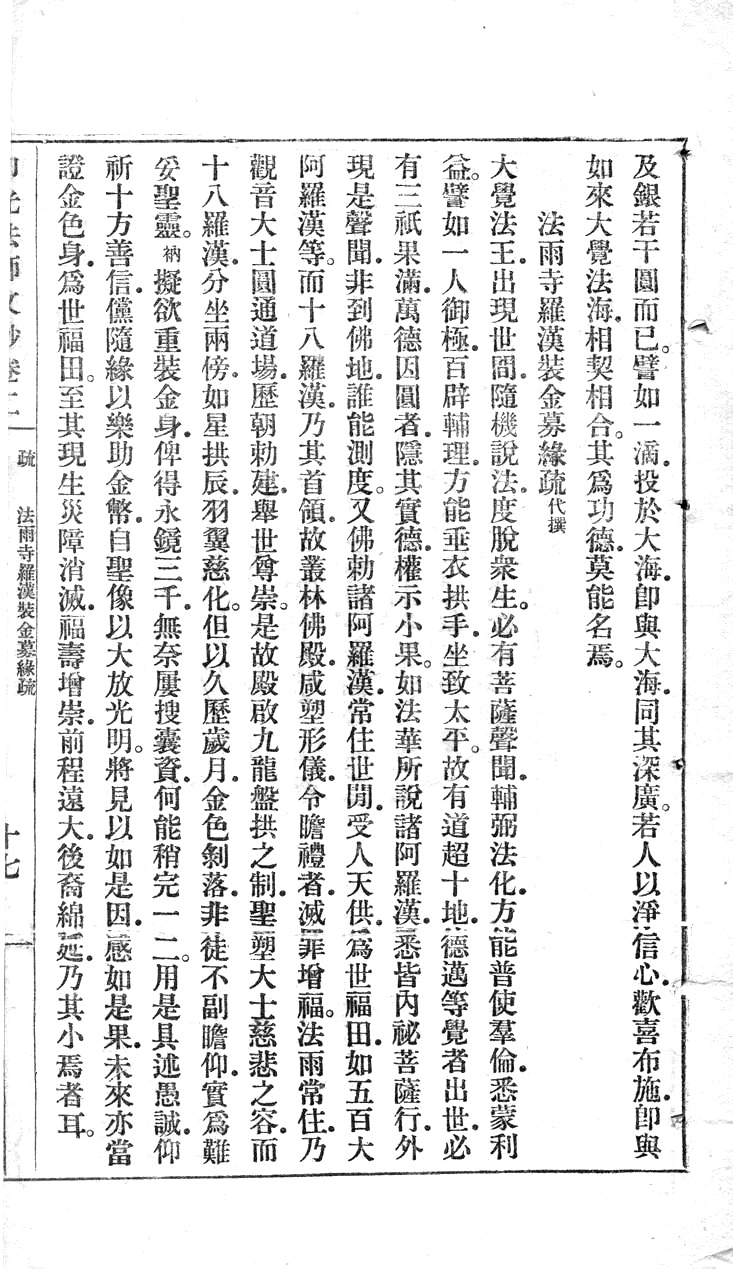 及銀若干圓而已。譬如一滴投於大海。卽與大海同其深廣。若人以淨信心。歡喜布施。卽與
如來大覺法海。相契相合。其爲功德。莫能名焉。
法雨寺羅漢裝金募緣疏代撰
大覺法王。出現世間。隨機說法。度脫衆生。必有菩薩聲聞。輔弼法化。方能普使羣倫。悉蒙利
益。譬如一人御極。百辟輔理。方能垂衣拱手。坐致太平。故有道超十地。德邁等覺者出世。必
有三祇果滿。萬德因圓者。隱其實德。權示小果。如法華所說諸阿羅漢。悉皆內祕菩薩行。外
現是聲聞。非到佛地。誰能測度。又佛勅諸阿羅漢。常住世閒。受人天供。爲世福田。如五百大
阿羅漢等。而十八羅漢。乃其首領。故叢林佛殿。咸塑形儀。令瞻禮者。滅罪增福。法雨常住。乃
觀音大士圓通道場。歷朝勅建。舉世尊崇。是故殿啟九龍盤拱之制。聖塑大士慈悲之容。而
十八羅漢。分坐兩傍。如星拱辰。羽翼慈化。但以久歷歲月。金色剝落。非徒不副瞻仰。實爲難
妥聖靈。衲擬欲重裝金身。俾得永鏡三千。無奈屢搜囊資。何能稍完一二。用是具述愚誠。仰
祈十方善信。儻隨緣以樂助金幣。自聖像以大放光明。將見以如是因。感如是果。未來亦當
證金色身。爲世福田。至其現生災障消滅。福壽增崇。前程遠大。後裔綿延。乃其小焉者耳。
印光法師文鈔卷二 疏 法雨寺羅漢裝金募緣疏 十七